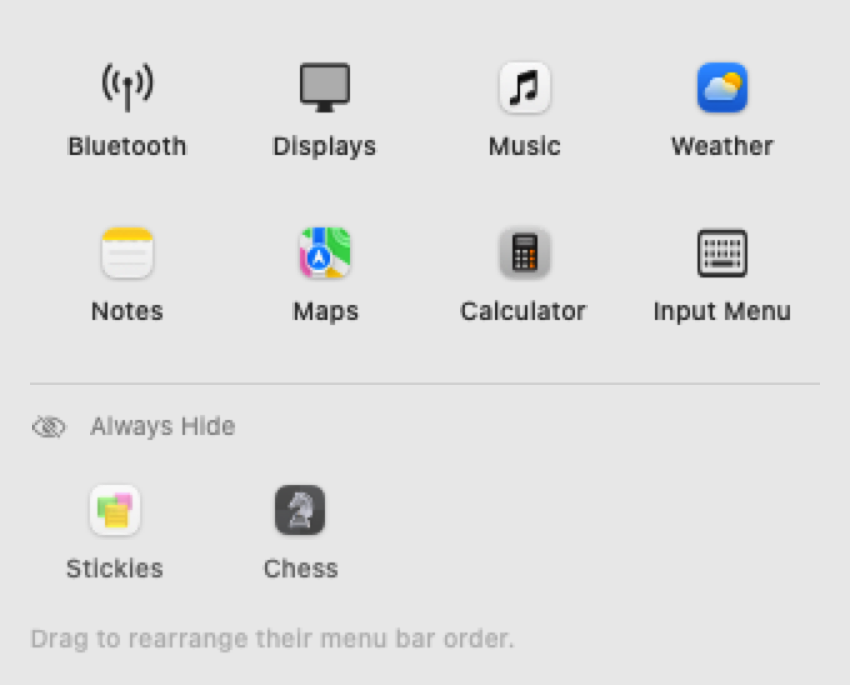 Bluetooth Displays Music Weather
Notes Maps Calculator Input Menu
Always Hide
Stickies Chess
Drag to rearrange their menu bar order.